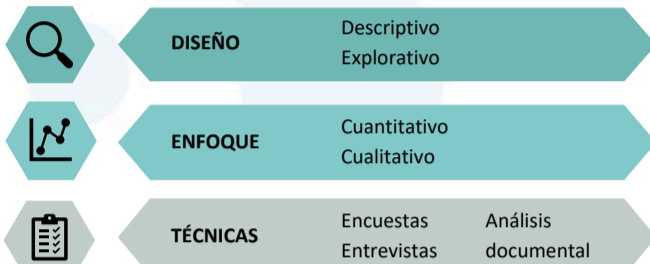 DISEÑO
Descriptivo
Explorativo
ENFOQUE
Cuantitativo
Cualitativo
TÉCNICAS
Encuestas
Entrevistas
Análisis
documental